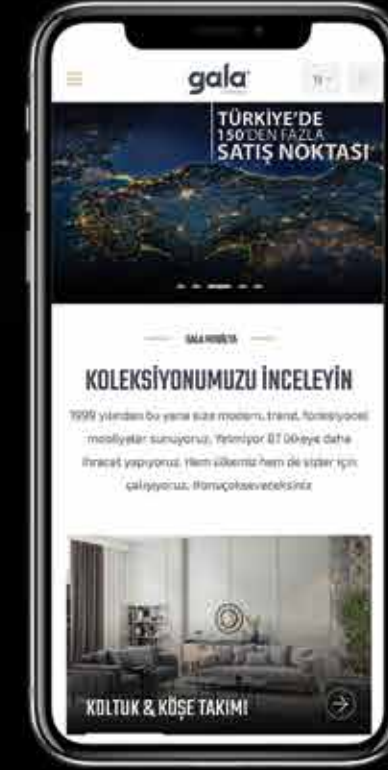 gala
TÜRKİYE'DE
150'DEN FAZLA
SATIŞ NOKTASI
GALA MOBİLYA
KOLEKSİYONUMUZU İNCELEYİN
1999 yılından bu yana size modern, trend, fonksiyonel
mobilyalar sunuyoruz. Yetmiyor 87 ülkeye daha
ihracat yapıyoruz. Hem ülkemiz hem de sizler için
çalışıyoruz. #onuçokseveceksiniz
KOLTUK & KÖŞE TAKIMI